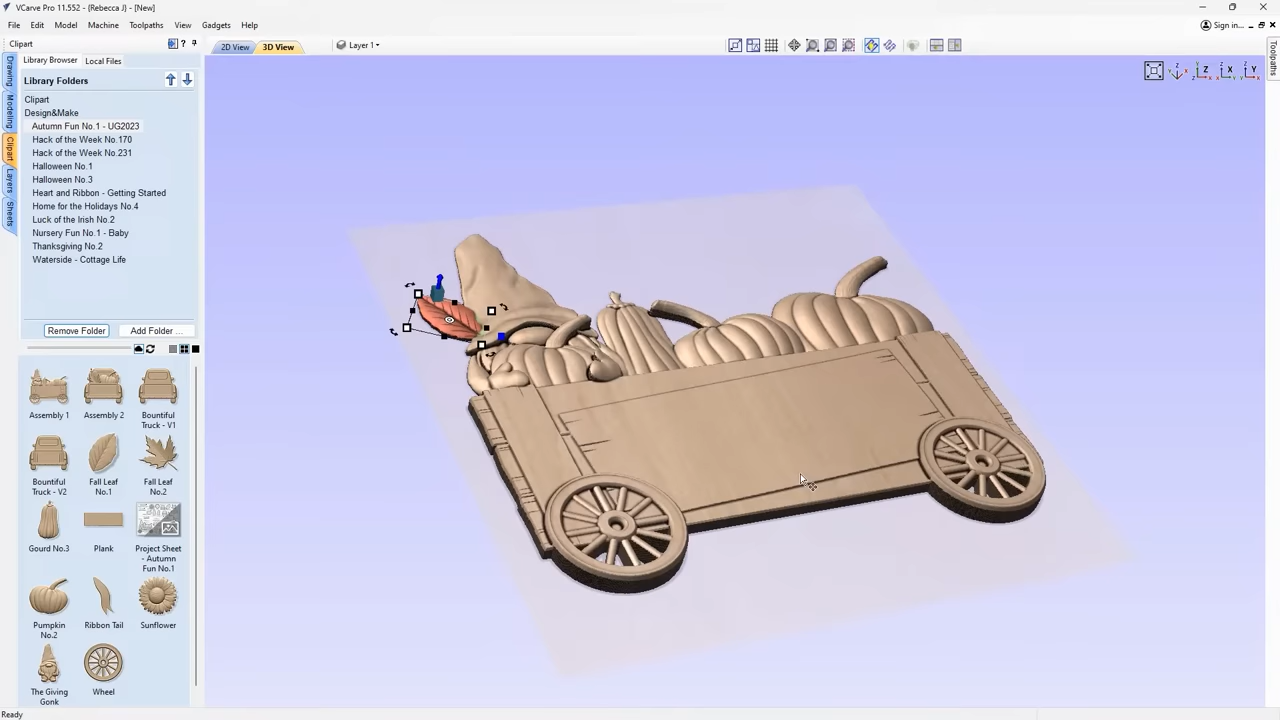 VCarve Pro 11.552 - {Rebecca J} - [New]
File Edit Model Machine Toolpaths View Gadgets Help
Sign in...
Clipart
2D View 3D View Layer 1
Library Browser Local Files
Library Folders
Clipart
Design&Make
Autumn Fun No.1 - UG2023
Hack of the Week No.170
Hack of the Week No.231
Halloween No.1
Halloween No.3
Heart and Ribbon - Getting Started
Home for the Holidays No.4
Luck of the Irish No.2
Nursery Fun No.1 - Baby
Thanksgiving No.2
Waterside - Cottage Life
Remove Folder Add Folder ...
Drawing
Modeling
Clipart
Layers
Sheets
Toolpaths
Z X Y
Assembly 1 Assembly 2 Bountiful Truck - V1
Bountiful Truck - V2 Fall Leaf No.1 Fall Leaf No.2
Gourd No.3 Plank Project Sheet - Autumn Fun No.1
Pumpkin No.2 Ribbon Tail Sunflower
The Giving Gonk Wheel
Ready